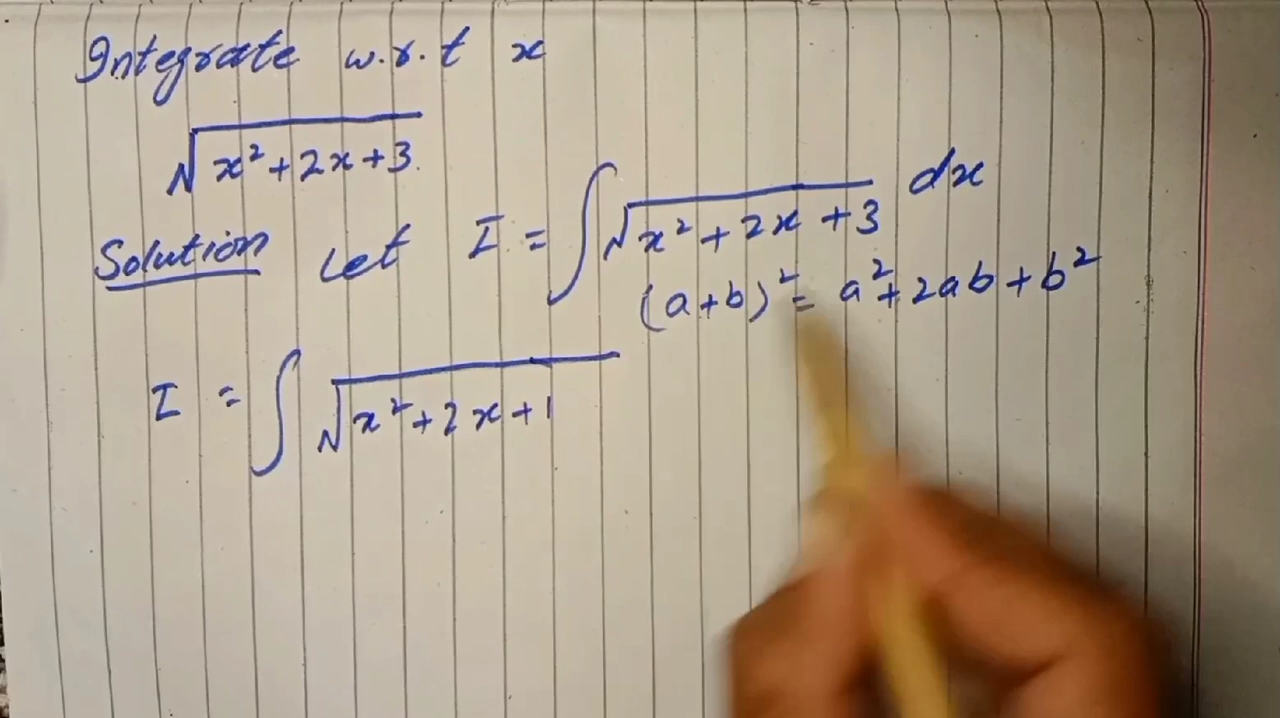 Integrate w.r.t x
√x²+2x+3
Solution Let I = ∫√x²+2x+3 dx
(a+b)² = a²+2ab+b²
I = ∫√x²+2x+1